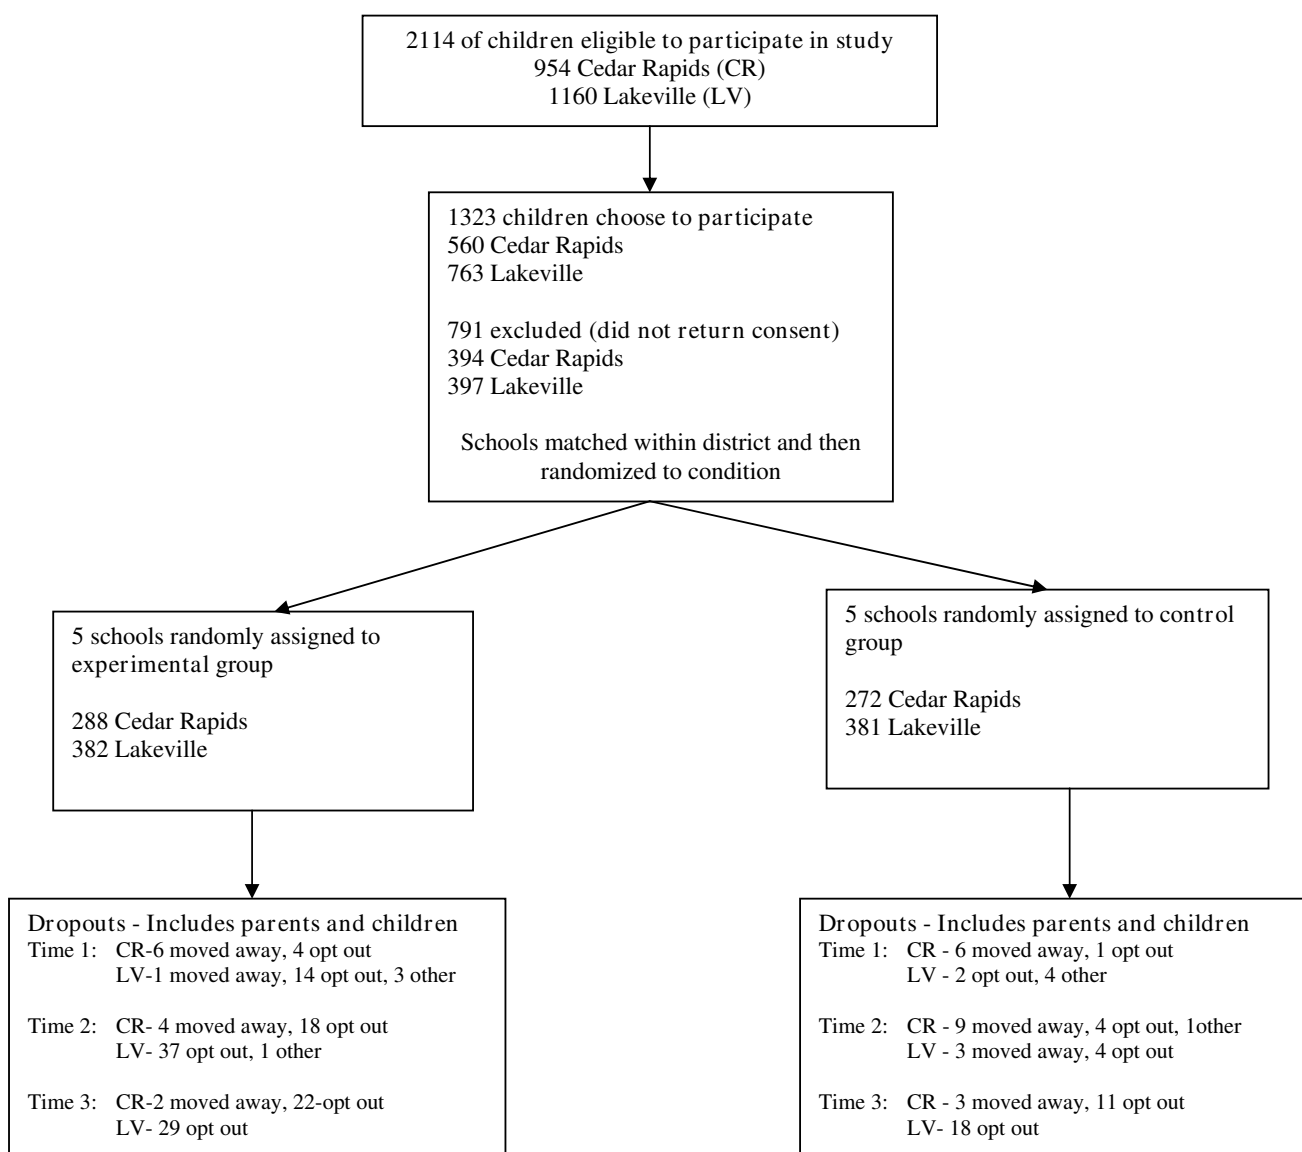 2114 of children eligible to participate in study
954 Cedar Rapids (CR)
1160 Lakeville (LV)
1323 children choose to participate
560 Cedar Rapids
763 Lakeville
791 excluded (did not return consent)
394 Cedar Rapids
397 Lakeville
Schools matched within district and then
randomized to condition
5 schools randomly assigned to
experimental group
288 Cedar Rapids
382 Lakeville
5 schools randomly assigned to control
group
272 Cedar Rapids
381 Lakeville
Dropouts - Includes parents and children
Time 1: CR-6 moved away, 4 opt out
LV-1 moved away, 14 opt out, 3 other
Time 2: CR- 4 moved away, 18 opt out
LV- 37 opt out, 1 other
Time 3: CR-2 moved away, 22-opt out
LV- 29 opt out
Dropouts - Includes parents and children
Time 1: CR - 6 moved away, 1 opt out
LV - 2 opt out, 4 other
Time 2: CR - 9 moved away, 4 opt out, 1other
LV - 3 moved away, 4 opt out
Time 3: CR - 3 moved away, 11 opt out
LV- 18 opt out